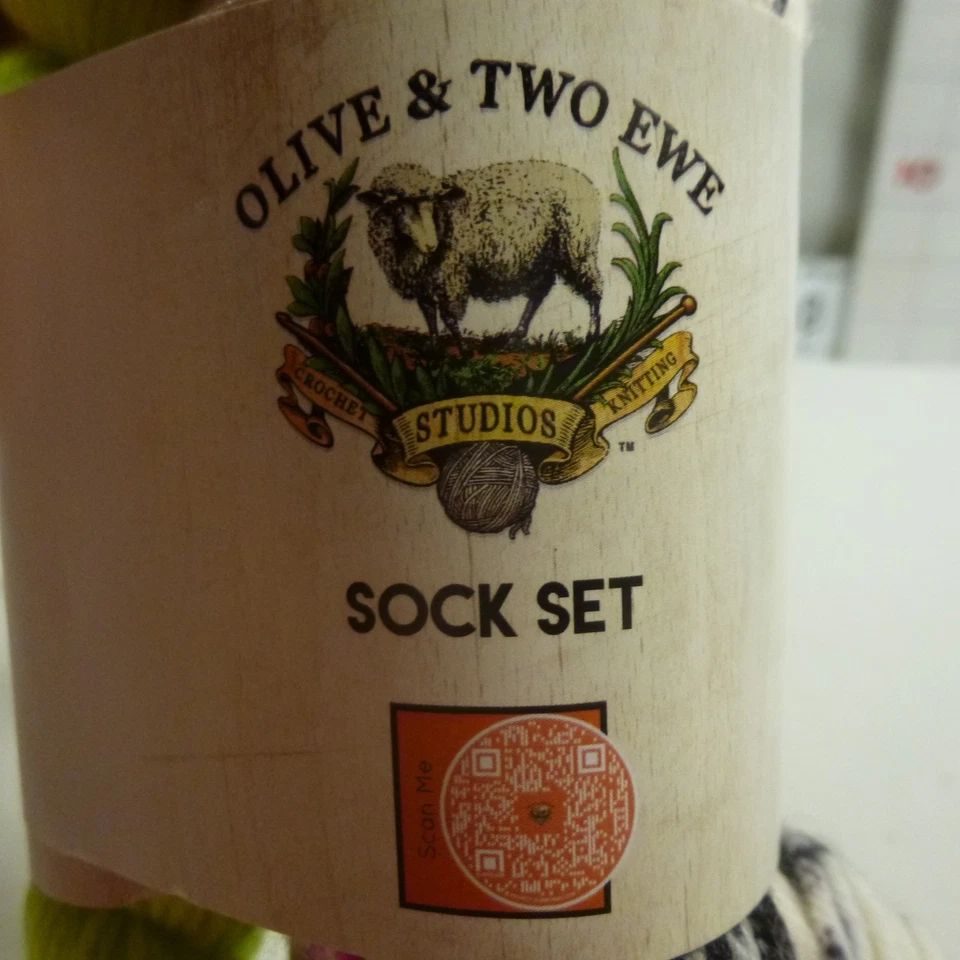 OLIVE & TWO EWE
CROCHET
STUDIOS
KNITTING
TM
SOCK SET
Scan Me